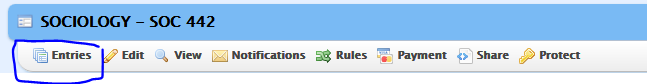 SOCIOLOGY - SOC 442
Entries Edit View Notifications Rules Payment Share Protect